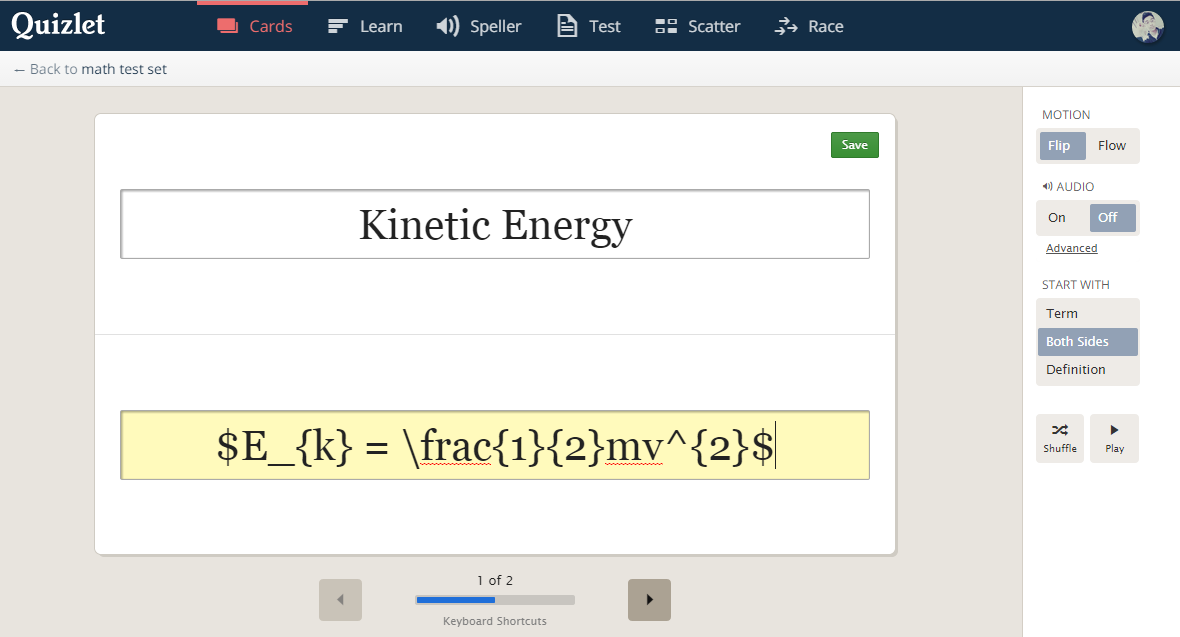 Quizlet Cards Learn Speller Test Scatter Race
← Back to math test set
Save
Kinetic Energy
$E_{k} = \frac{1}{2}mv^{2}$
1 of 2
Keyboard Shortcuts
MOTION
Flip Flow
AUDIO
On Off
Advanced
START WITH
Term
Both Sides
Definition
Shuffle Play